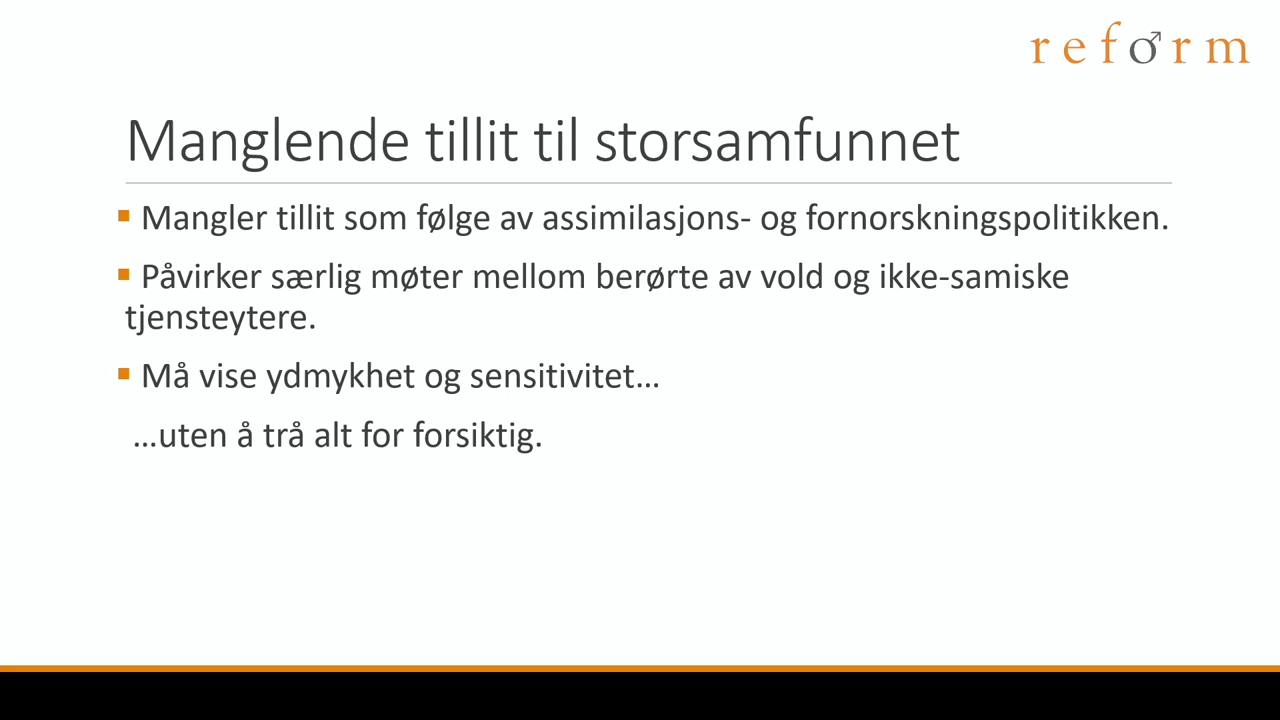 reform
Manglende tillit til storsamfunnet
▪ Mangler tillit som følge av assimilasjons- og fornorskningspolitikken.
▪ Påvirker særlig møter mellom berørte av vold og ikke-samiske
tjensteytere.
▪ Må vise ydmykhet og sensitivitet…
…uten å trå alt for forsiktig.